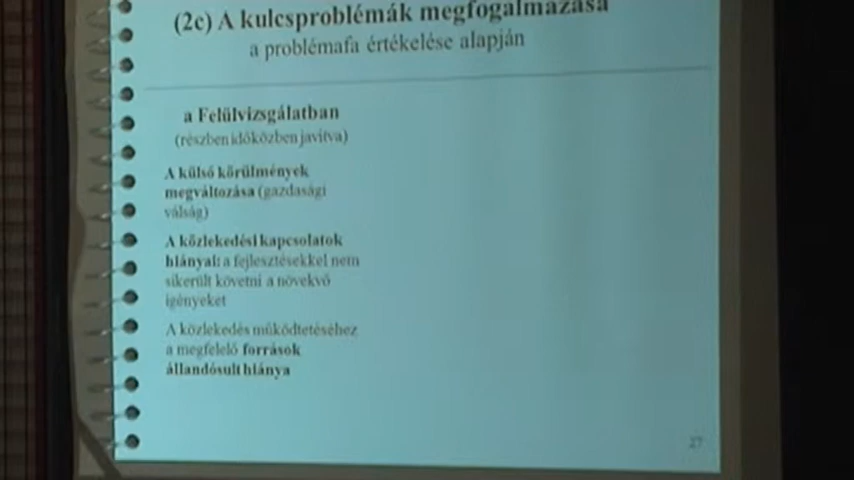 (2c) A kulcsproblémák megfogalmazása
a problémafa értékelése alapján
a Felülvizsgálatban
(részben időközben javítva)
A külső körülmények
megváltozása (gazdasági
válság)
A közlekedési kapcsolatok
hiányai: a fejlesztésekkel nem
sikerült követni a növekvő
igényeket
A közlekedés működtetéséhez
a megfelelő források
állandósult hiánya
27